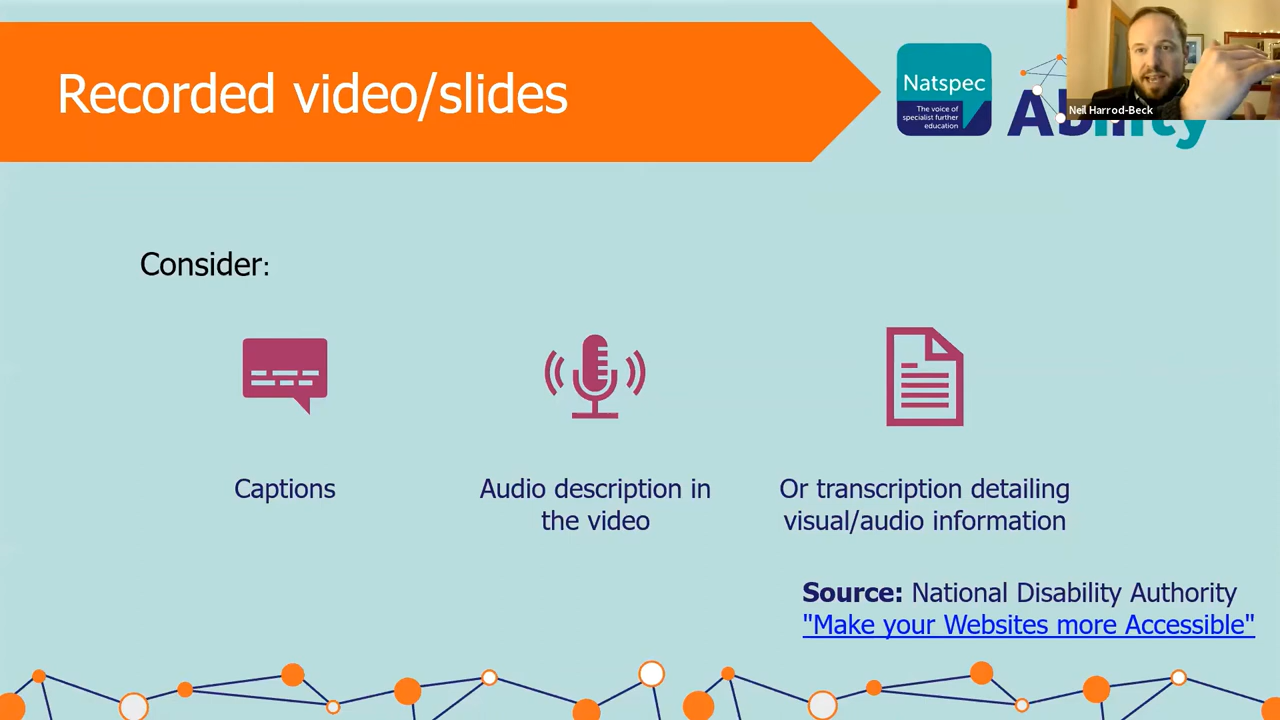 Recorded video/slides
Natspec
The voice of
specialist further
education
Ability
Neil Harrod-Beck
Consider:
Captions
Audio description in
the video
Or transcription detailing
visual/audio information
Source: National Disability Authority
"Make your Websites more Accessible"